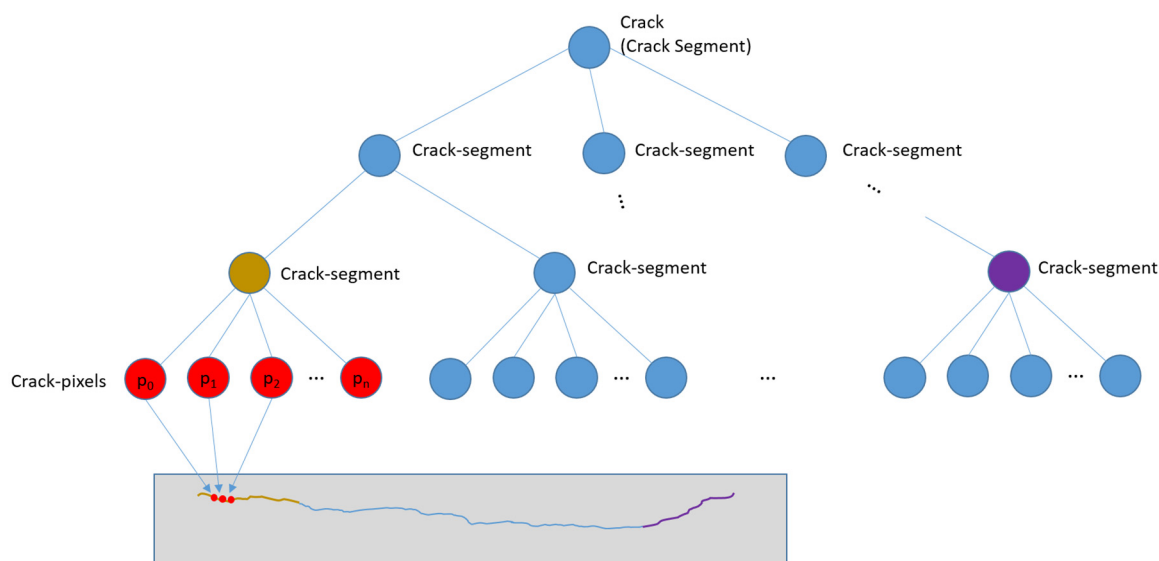 Crack
(Crack Segment)
Crack-segment
Crack-segment
Crack-segment
...
...
Crack-segment
Crack-segment
Crack-segment
Crack-pixels
p0
p1
p2
...
pn
...
...
...